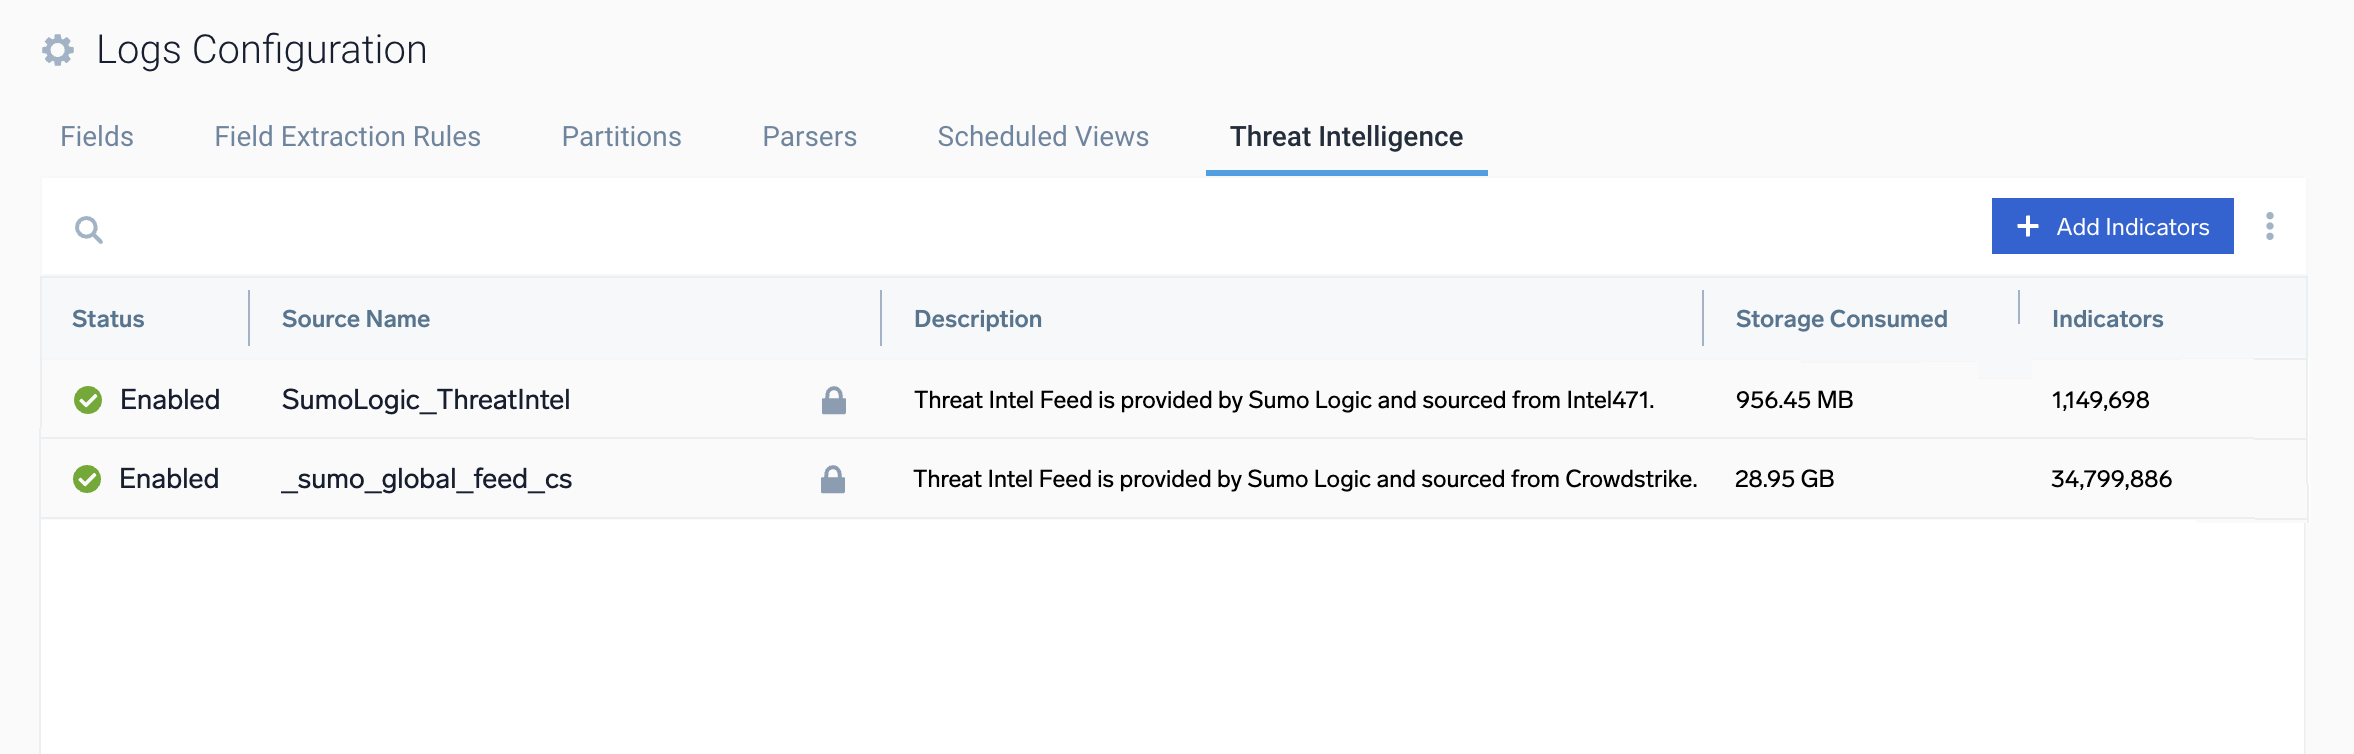 Logs Configuration
Fields Field Extraction Rules Partitions Parsers Scheduled Views Threat Intelligence
+ Add Indicators
Status Source Name Description Storage Consumed Indicators
Enabled SumoLogic_ThreatIntel Threat Intel Feed is provided by Sumo Logic and sourced from Intel471. 956.45 MB 1,149,698
Enabled _sumo_global_feed_cs Threat Intel Feed is provided by Sumo Logic and sourced from Crowdstrike. 28.95 GB 34,799,886